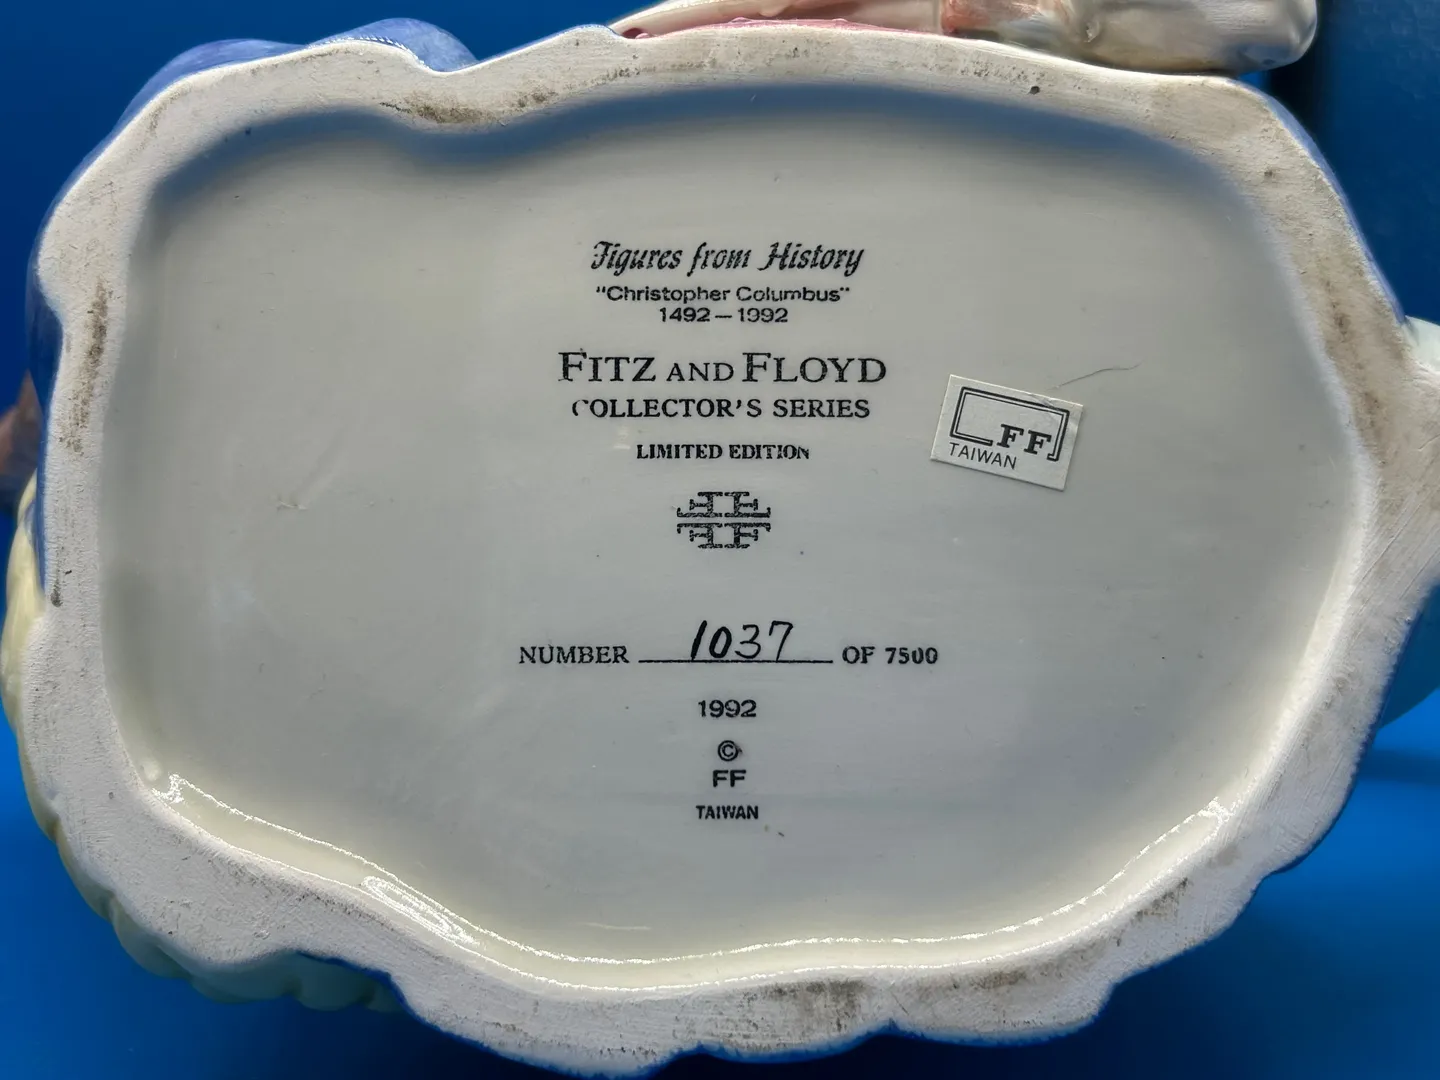 Figures from History
"Christopher Columbus"
1492 — 1992
FITZ AND FLOYD
COLLECTOR'S SERIES
LIMITED EDITION
FF
TAIWAN
NUMBER 1037 OF 7500
1992
©
FF
TAIWAN